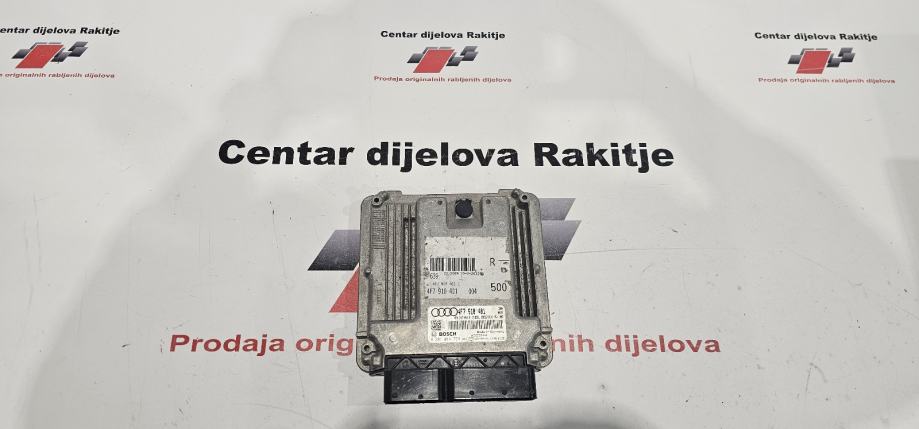 Centar dijelova Rakitje
Prodaja originalnih rabljenih dijelova
Centar dijelova Rakitje
Prodaja originalnih rabljenih dijelova
Centar dijelova Rakitje
Prodaja originalnih rabljenih dijelova
Centar dijelova Rakitje
R
4F7 910 401 004 500
4F7 910 401
BOSCH
Prodaja orig nih dijelova